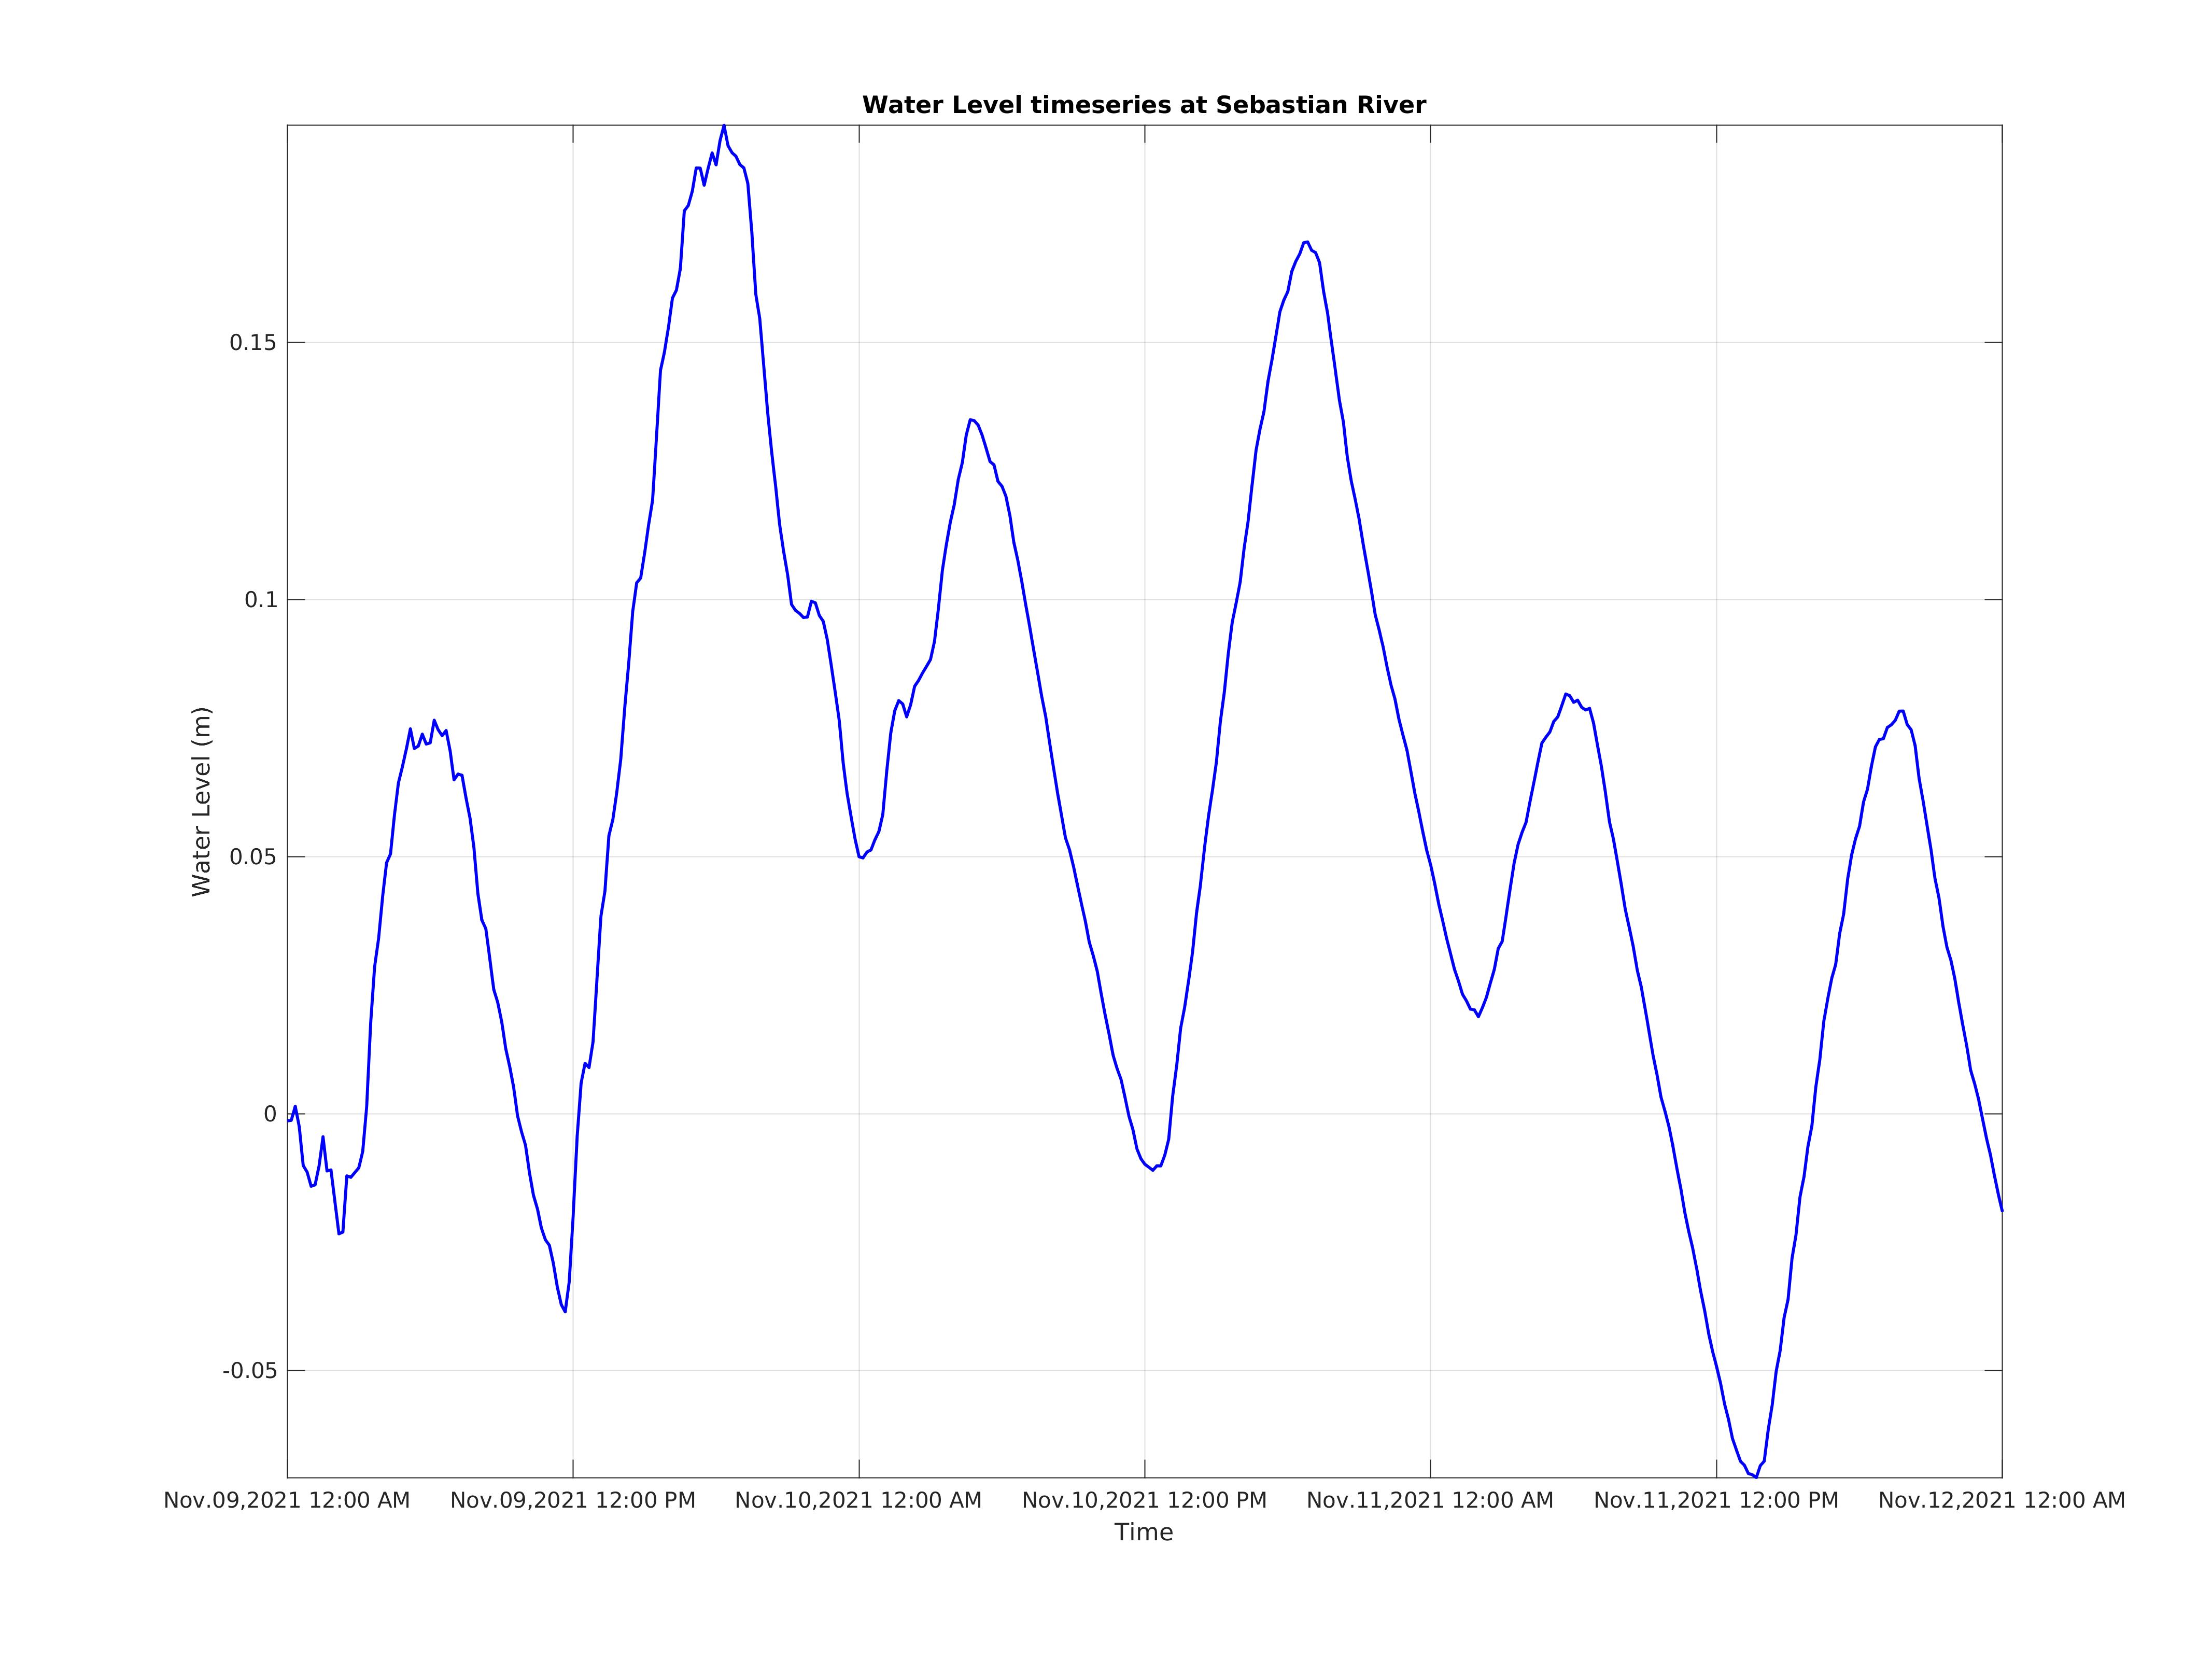 Water Level timeseries at Sebastian River
0.15
0.1
0.05
0
-0.05
Water Level (m)
Nov.09,2021 12:00 AM
Nov.09,2021 12:00 PM
Nov.10,2021 12:00 AM
Nov.10,2021 12:00 PM
Nov.11,2021 12:00 AM
Nov.11,2021 12:00 PM
Nov.12,2021 12:00 AM
Time